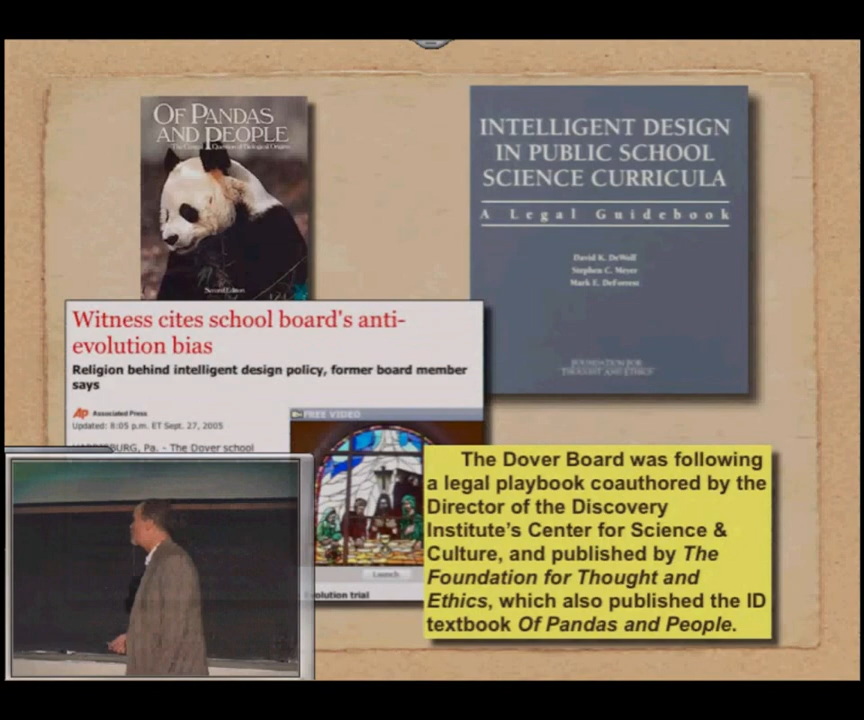 OF PANDAS
AND PEOPLE
The Central Question of Biological Origins
Second Edition
INTELLIGENT DESIGN
IN PUBLIC SCHOOL
SCIENCE CURRICULA
A Legal Guidebook
David K. DeWolf
Stephen C. Meyer
Mark E. DeForrest
FOUNDATION FOR
THOUGHT AND ETHICS
Witness cites school board's anti-
evolution bias
Religion behind intelligent design policy, former board member
says
AP Associated Press
Updated: 8:05 p.m. ET Sept. 27, 2005
BURG, Pa. - The Dover school
FREE VIDEO
Launch
olution trial
The Dover Board was following
a legal playbook coauthored by the
Director of the Discovery
Institute's Center for Science &
Culture, and published by The
Foundation for Thought and
Ethics, which also published the ID
textbook Of Pandas and People.